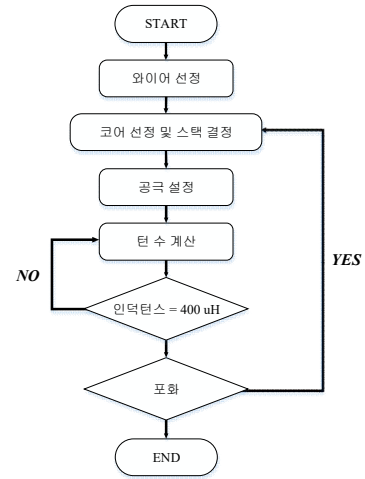 START
와이어 선정
코어 선정 및 스택 결정
공극 설정
턴 수 계산
NO
YES
인덕턴스 = 400 uH
포화
END